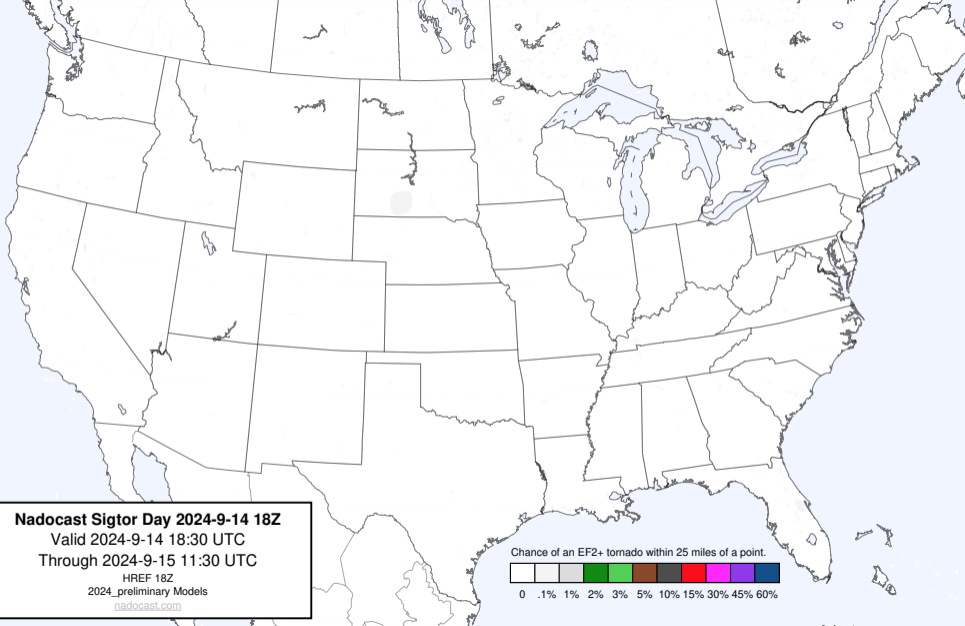 Nadocast Sigtor Day 2024-9-14 18Z
Valid 2024-9-14 18:30 UTC
Through 2024-9-15 11:30 UTC
HREF 18Z
2024_preliminary Models
nadocast.com
Chance of an EF2+ tornado within 25 miles of a point.
0 .1% 1% 2% 3% 5% 10% 15% 30% 45% 60%